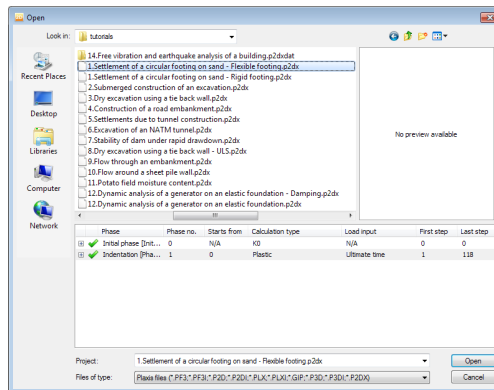 Open
Look in: tutorials
14.Free vibration and earthquake analysis of a building.p2dxdat
1.Settlement of a circular footing on sand - Flexible footing.p2dx
1.Settlement of a circular footing on sand - Rigid footing.p2dx
2.Submerged construction of an excavation.p2dx
3.Dry excavation using a tie back wall.p2dx
4.Construction of a road embankment.p2dx
5.Settlements due to tunnel construction.p2dx
6.Excavation of an NATM tunnel.p2dx
7.Stability of dam under rapid drawdown.p2dx
8.Dry excavation using a tie back wall - ULS.p2dx
9.Flow through an embankment.p2dx
10.Flow around a sheet pile wall.p2dx
11.Potato field moisture content.p2dx
12.Dynamic analysis of a generator on an elastic foundation - Damping.p2dx
12.Dynamic analysis of a generator on an elastic foundation.p2dx
Recent Places
Desktop
Libraries
Computer
Network
No preview available
Phase Phase no. Starts from Calculation type Load input First step Last step
Initial phase [Init... 0 N/A K0 N/A 0 0
Indentation [Pha... 1 0 Plastic Ultimate time 1 118
Project: 1.Settlement of a circular footing on sand - Flexible footing.p2dx Open
Files of type: Plaxis files (*.PF3;*.PF3I;*.P2D;*.P2DI;*.PLX;*.PLXI;*.GIP;*.P3D;*.P3DI;*.P2DX) Cancel